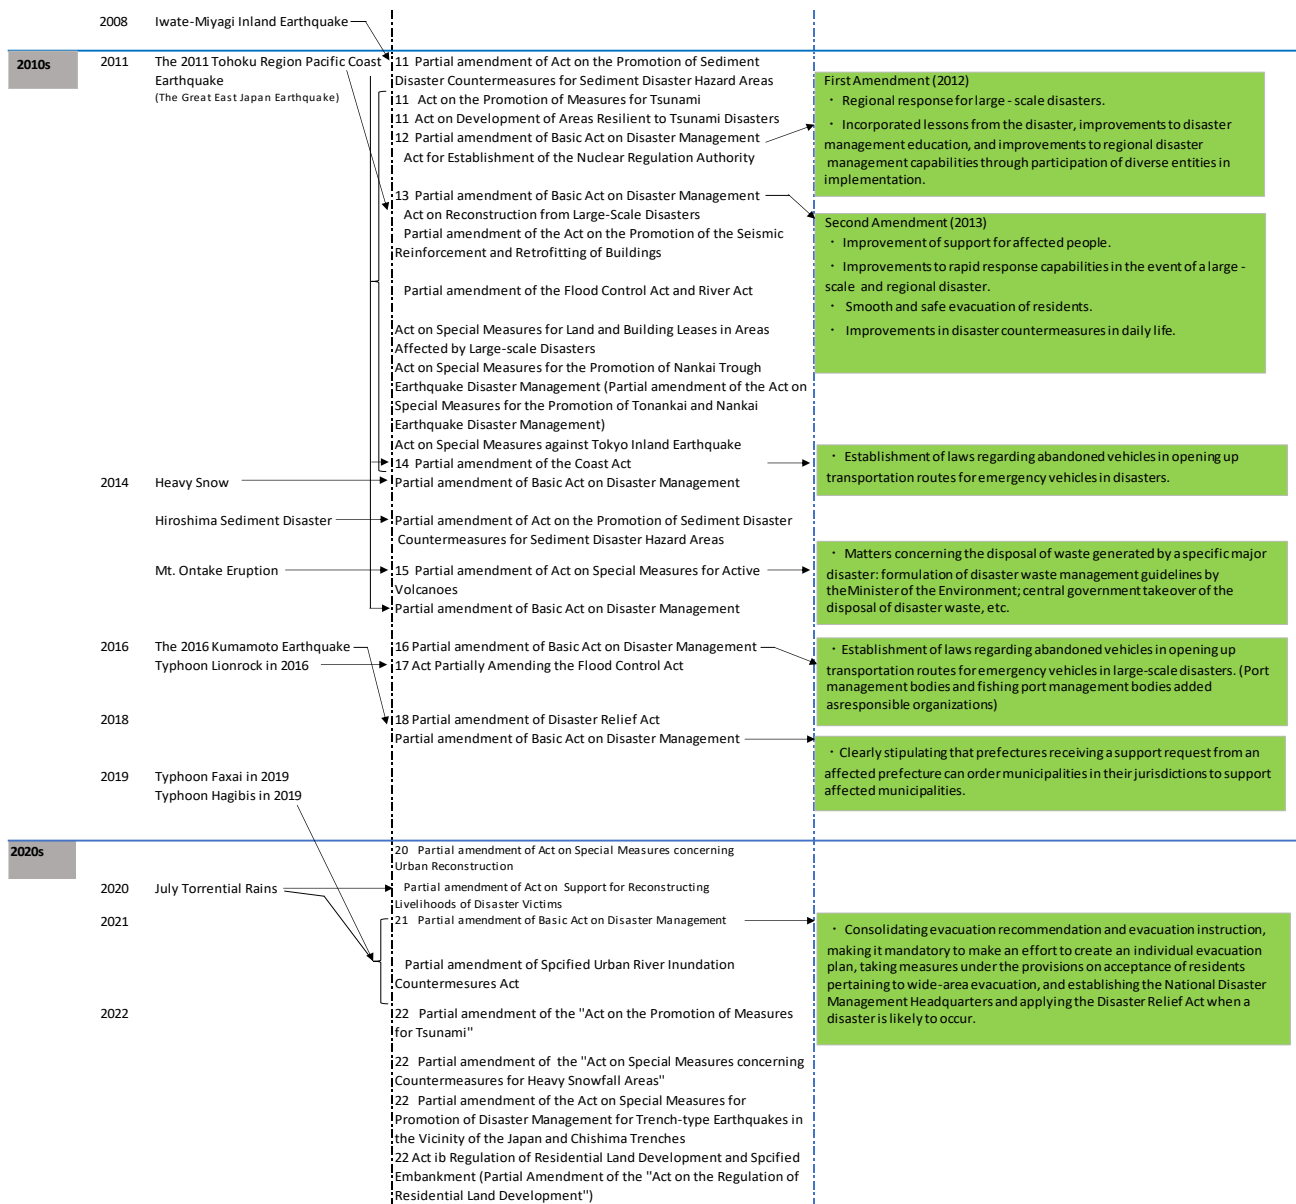 2008 Iwate-Miyagi Inland Earthquake
2010s
2011 The 2011 Tohoku Region Pacific Coast
Earthquake
(The Great East Japan Earthquake)
11 Partial amendment of Act on the Promotion of Sediment
Disaster Countermeasures for Sediment Disaster Hazard Areas
11 Act on the Promotion of Measures for Tsunami
11 Act on Development of Areas Resilient to Tsunami Disasters
12 Partial amendment of Basic Act on Disaster Management
Act for Establishment of the Nuclear Regulation Authority
First Amendment (2012)
・ Regional response for large - scale disasters.
・ Incorporated lessons from the disaster, improvements to disaster
management education, and improvements to regional disaster
management capabilities through participation of diverse entities in
implementation.
13 Partial amendment of Basic Act on Disaster Management
Act on Reconstruction from Large-Scale Disasters
Partial amendment of the Act on the Promotion of the Seismic
Reinforcement and Retrofitting of Buildings
Partial amendment of the Flood Control Act and River Act
Second Amendment (2013)
・ Improvement of support for affected people.
・ Improvements to rapid response capabilities in the event of a large -
scale and regional disaster.
・ Smooth and safe evacuation of residents.
・ Improvements in disaster countermeasures in daily life.
Act on Special Measures for Land and Building Leases in Areas
Affected by Large-scale Disasters
Act on Special Measures for the Promotion of Nankai Trough
Earthquake Disaster Management (Partial amendment of the Act on
Special Measures for the Promotion of Tonankai and Nankai
Earthquake Disaster Management)
Act on Special Measures against Tokyo Inland Earthquake
14 Partial amendment of the Coast Act
・ Establishment of laws regarding abandoned vehicles in opening up
transportation routes for emergency vehicles in disasters.
2014 Heavy Snow
Partial amendment of Basic Act on Disaster Management
Hiroshima Sediment Disaster
Partial amendment of Act on the Promotion of Sediment Disaster
Countermeasures for Sediment Disaster Hazard Areas
Mt. Ontake Eruption
15 Partial amendment of Act on Special Measures for Active
Volcanoes
Partial amendment of Basic Act on Disaster Management
・ Matters concerning the disposal of waste generated by a specific major
disaster: formulation of disaster waste management guidelines by
theMinister of the Environment; central government takeover of the
disposal of disaster waste, etc.
2016 The 2016 Kumamoto Earthquake
Typhoon Lionrock in 2016
16 Partial amendment of Basic Act on Disaster Management
17 Act Partially Amending the Flood Control Act
・ Establishment of laws regarding abandoned vehicles in opening up
transportation routes for emergency vehicles in large-scale disasters. (Port
management bodies and fishing port management bodies added
asresponsible organizations)
2018
18 Partial amendment of Disaster Relief Act
Partial amendment of Basic Act on Disaster Management
・ Clearly stipulating that prefectures receiving a support request from an
affected prefecture can order municipalities in their jurisdictions to support
affected municipalities.
2019 Typhoon Faxai in 2019
Typhoon Hagibis in 2019
2020s
20 Partial amendment of Act on Special Measures concerning
Urban Reconstruction
2020 July Torrential Rains
Partial amendment of Act on Support for Reconstructing
Livelihoods of Disaster Victims
2021
21 Partial amendment of Basic Act on Disaster Management
Partial amendment of Spcified Urban River Inundation
Countermesures Act
・ Consolidating evacuation recommendation and evacuation instruction,
making it mandatory to make an effort to create an individual evacuation
plan, taking measures under the provisions on acceptance of residents
pertaining to wide-area evacuation, and establishing the National Disaster
Management Headquarters and applying the Disaster Relief Act when a
disaster is likely to occur.
2022
22 Partial amendment of the "Act on the Promotion of Measures
for Tsunami"
22 Partial amendment of the "Act on Special Measures concerning
Countermeasures for Heavy Snowfall Areas"
22 Partial amendment of the Act on Special Measures for
Promotion of Disaster Management for Trench-type Earthquakes in
the Vicinity of the Japan and Chishima Trenches
22 Act ib Regulation of Residential Land Development and Spcified
Embankment (Partial Amendment of the "Act on the Regulation of
Residential Land Development")